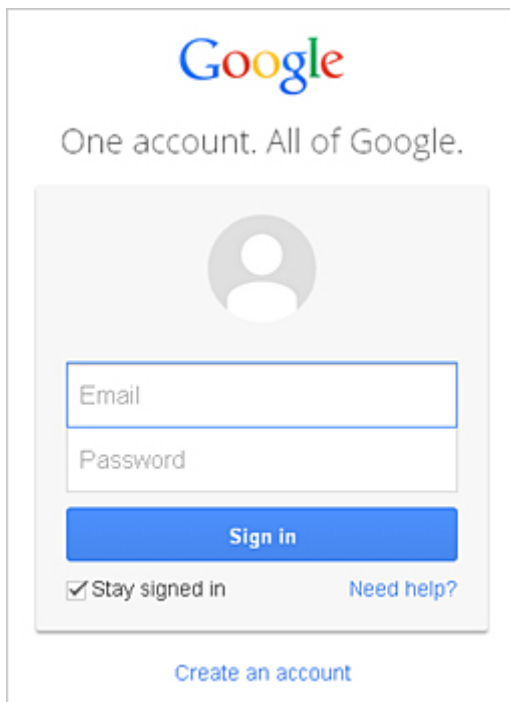 Google
One account. All of Google.
Email
Password
Sign in
Stay signed in Need help?
Create an account